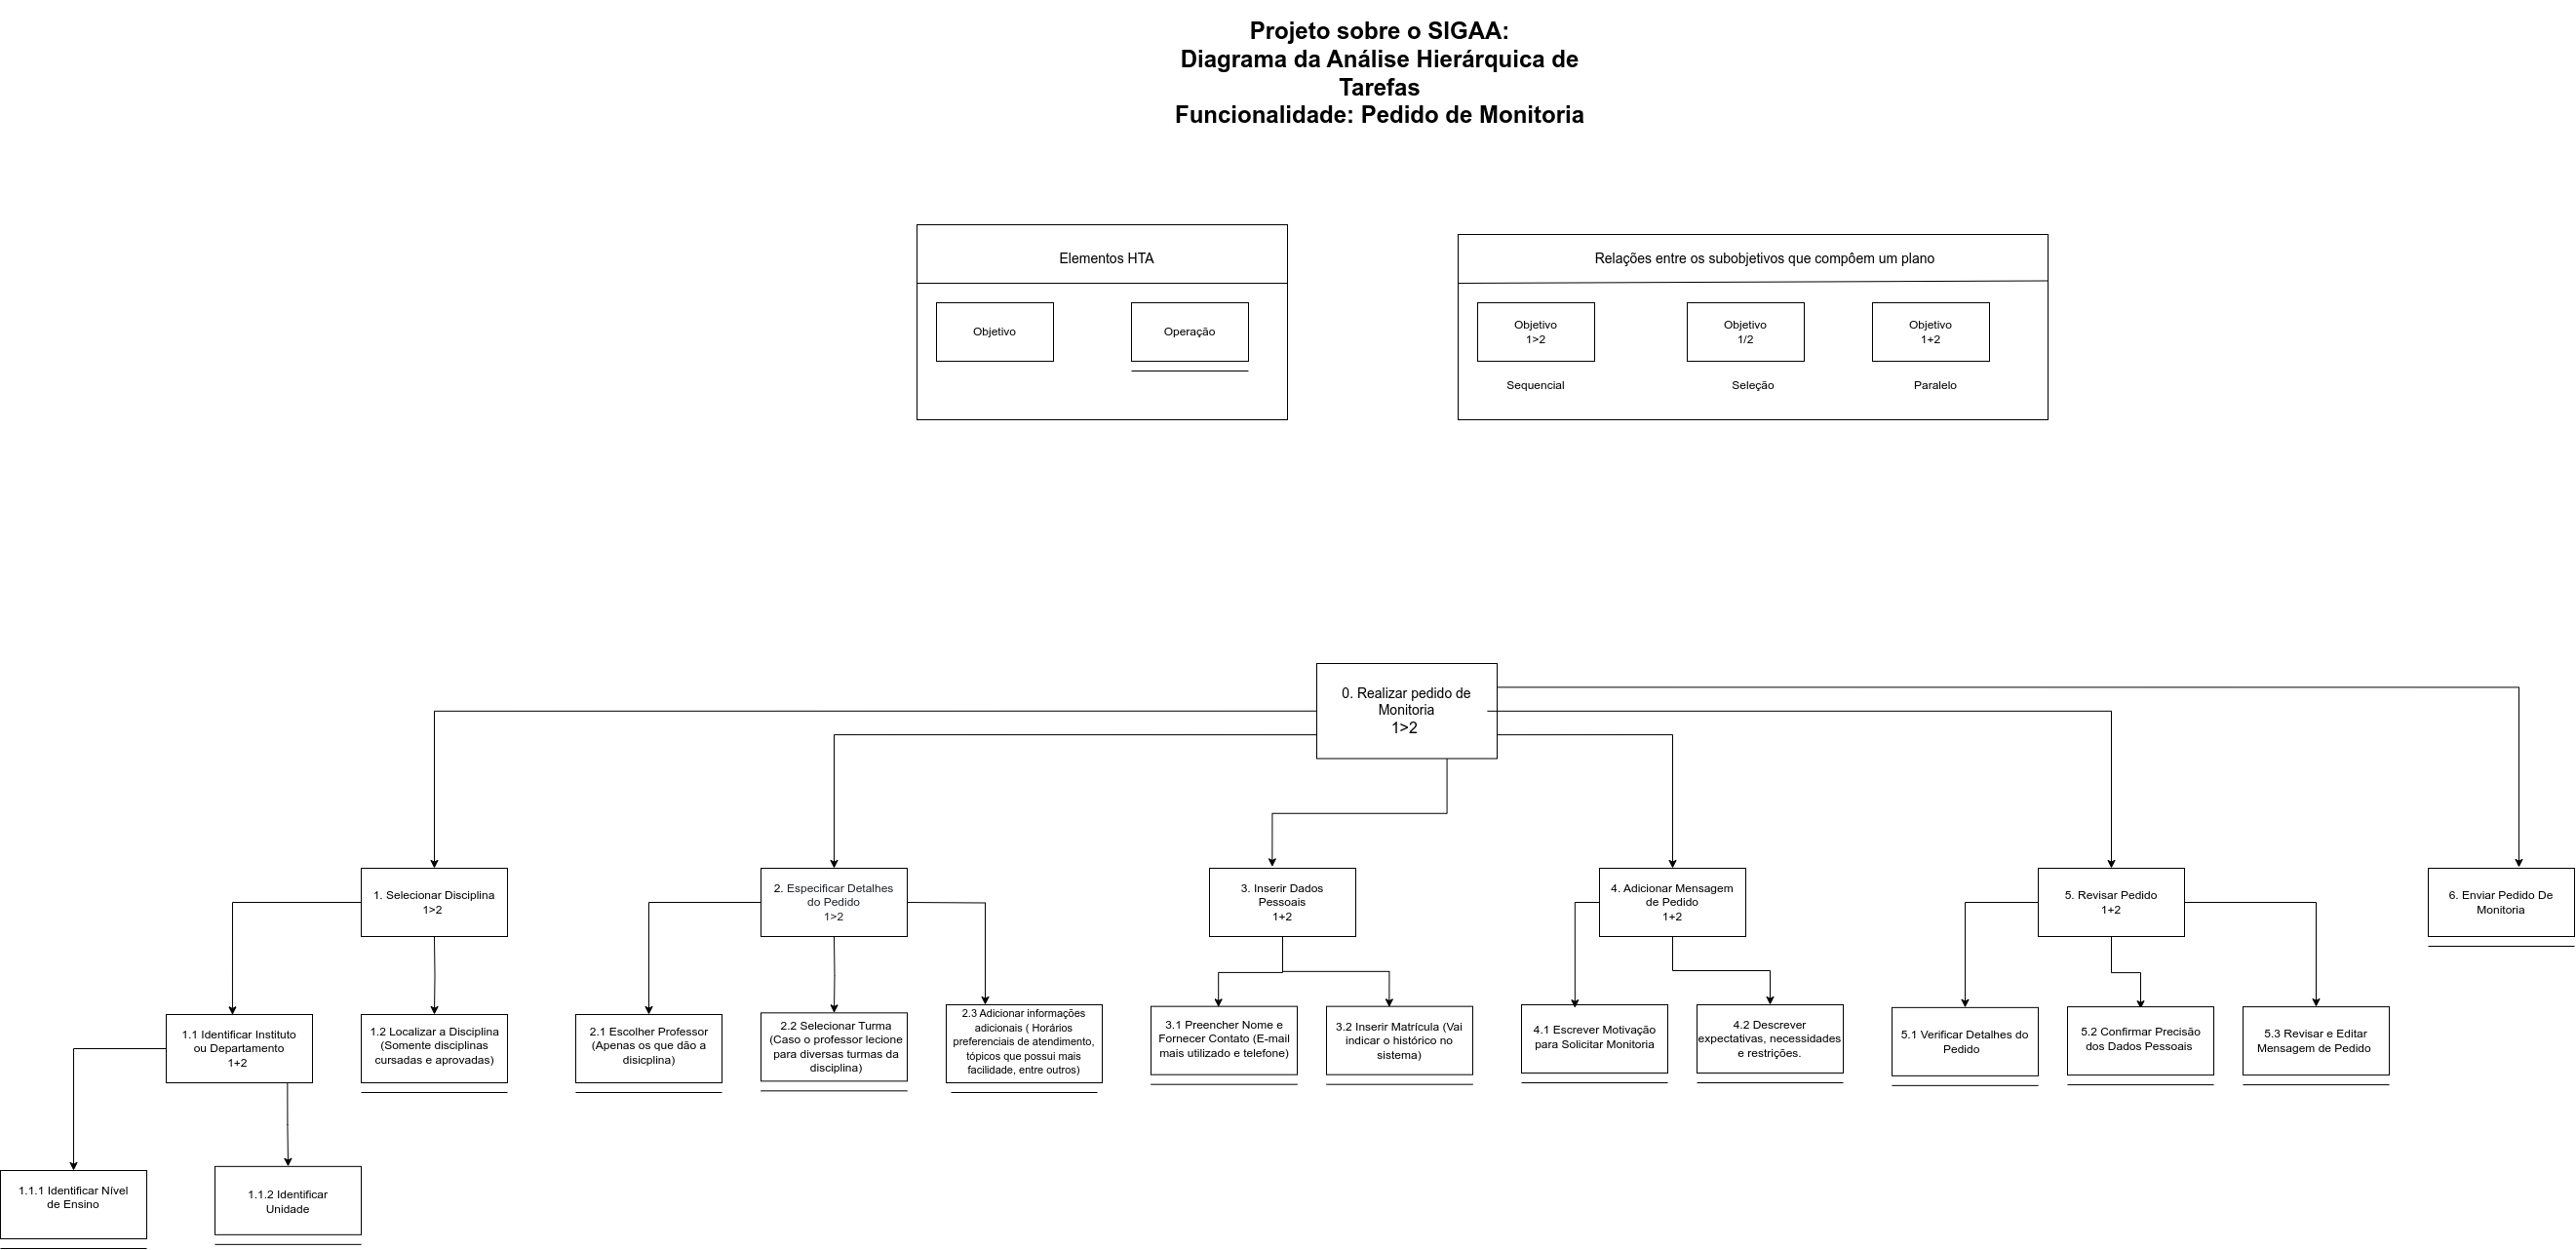 Projeto sobre o SIGAA:
Diagrama da Análise Hierárquica de
Tarefas
Funcionalidade: Pedido de Monitoria
Elementos HTA
Objetivo
Operação
Relações entre os subobjetivos que compôem um plano
Objetivo
1>2
Objetivo
1/2
Objetivo
1+2
Sequencial
Seleção
Paralelo
0. Realizar pedido de
Monitoria
1>2
1. Selecionar Disciplina
1>2
2. Especificar Detalhes
do Pedido
1>2
3. Inserir Dados
Pessoais
1+2
4. Adicionar Mensagem
de Pedido
1+2
5. Revisar Pedido
1+2
6. Enviar Pedido De
Monitoria
1.1 Identificar Instituto
ou Departamento
1+2
1.2 Localizar a Disciplina
(Somente disciplinas
cursadas e aprovadas)
2.1 Escolher Professor
(Apenas os que dão a
disicplina)
2.2 Selecionar Turma
(Caso o professor lecione
para diversas turmas da
disciplina)
2.3 Adicionar informações
adicionais ( Horários
preferenciais de atendimento,
tópicos que possui mais
facilidade, entre outros)
3.1 Preencher Nome e
Fornecer Contato (E-mail
mais utilizado e telefone)
3.2 Inserir Matrícula (Vai
indicar o histórico no
sistema)
4.1 Escrever Motivação
para Solicitar Monitoria
4.2 Descrever
expectativas, necessidades
e restrições.
5.1 Verificar Detalhes do
Pedido
5.2 Confirmar Precisão
dos Dados Pessoais
5.3 Revisar e Editar
Mensagem de Pedido
1.1.1 Identificar Nível
de Ensino
1.1.2 Identificar
Unidade